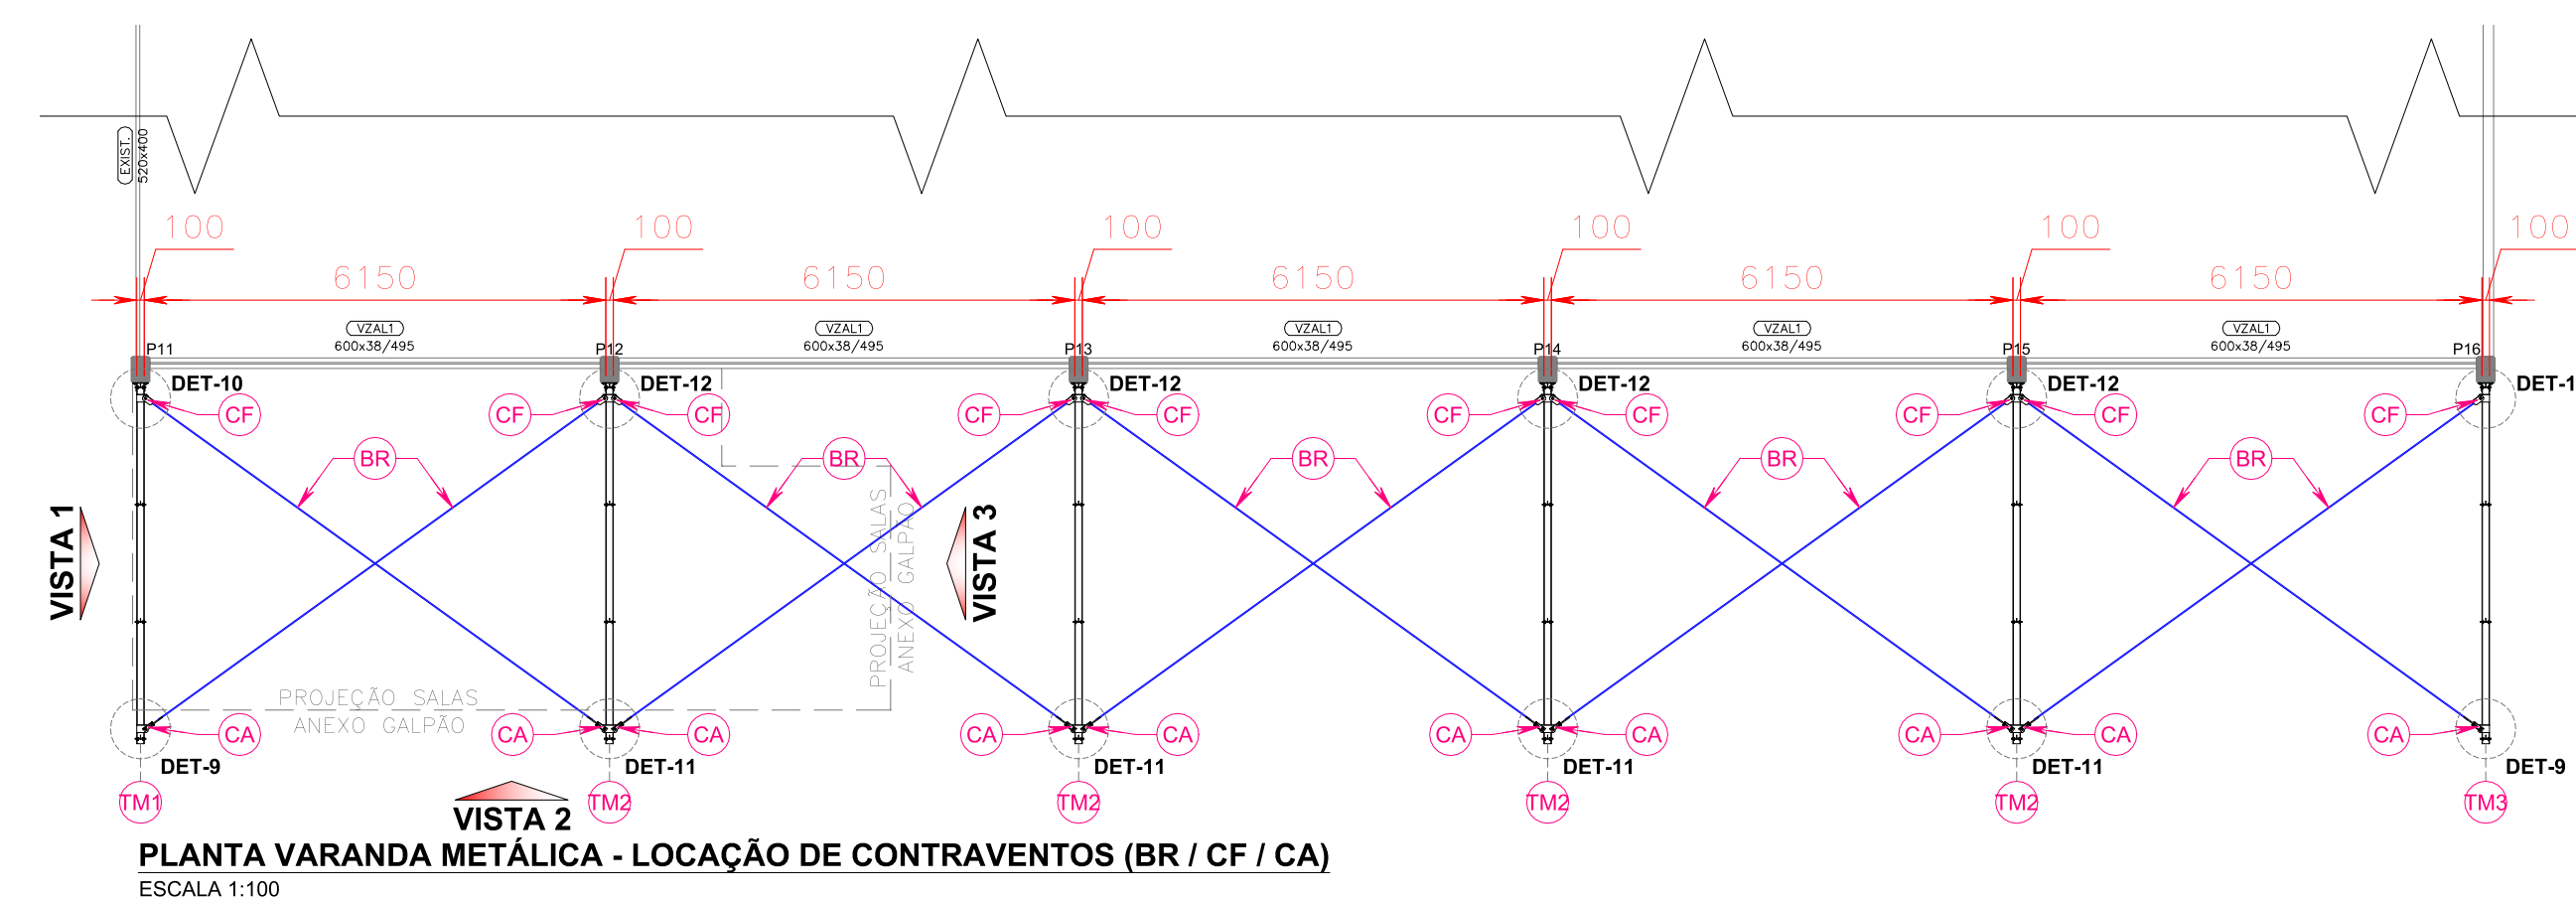 EXIST.
520x400
100 100 100 100 100 100
6150 6150 6150 6150 6150
VZAL1 VZAL1 VZAL1 VZAL1 VZAL1
600x38/495 600x38/495 600x38/495 600x38/495 600x38/495
P11 P12 P13 P14 P15 P16
DET-10 DET-12 DET-12 DET-12 DET-12 DET-1
CF CF CF CF CF CF CF CF CF CF
BR BR BR BR BR
VISTA 1
PROJEÇÃO SALAS
ANEXO GALPÃO
VISTA 3
PROJEÇÃO SALAS
ANEXO GALPÃO
CA CA CA CA CA CA CA CA CA CA
DET-9 DET-11 DET-11 DET-11 DET-11 DET-9
TM1 TM2 TM2 TM2 TM2 TM3
VISTA 2
PLANTA VARANDA METÁLICA - LOCAÇÃO DE CONTRAVENTOS (BR / CF / CA)
ESCALA 1:100